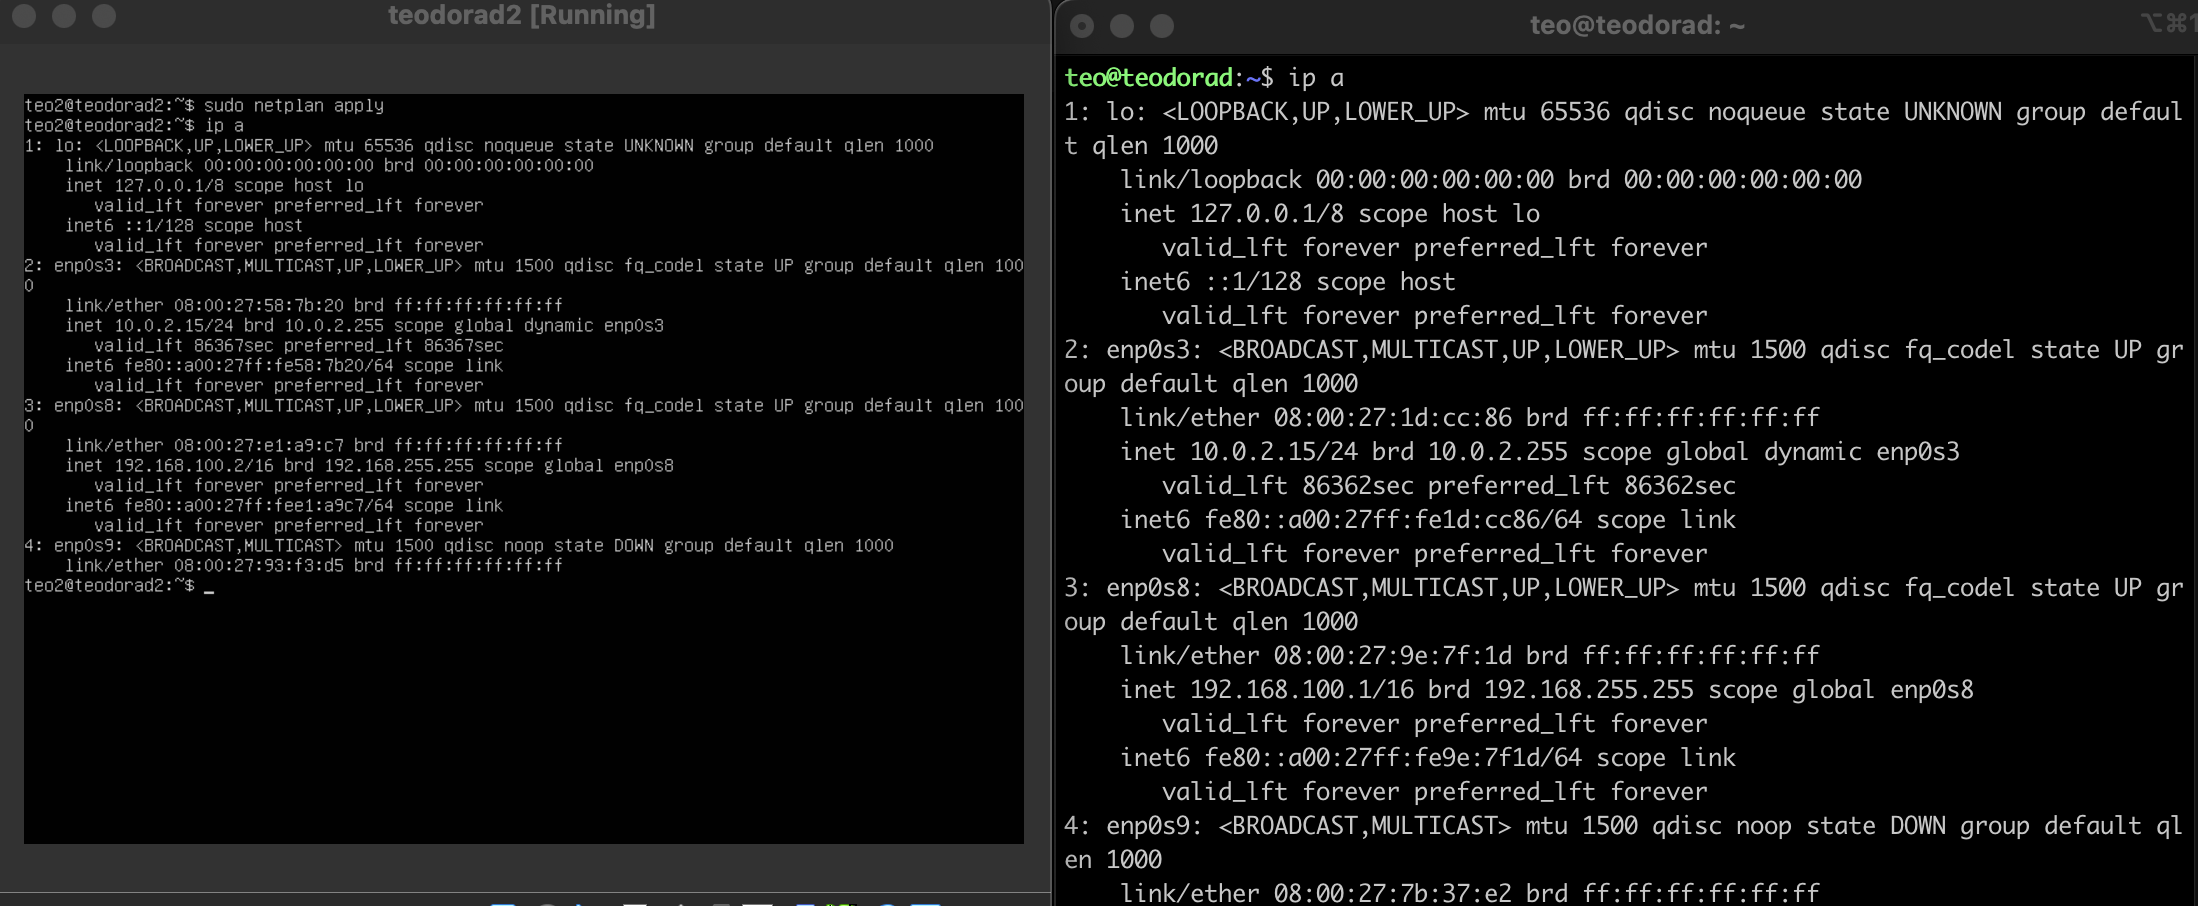 teodorad2 [Running]
teo2@teodorad2:~$ sudo netplan apply
teo2@teodorad2:~$ ip a
1: lo: <LOOPBACK,UP,LOWER_UP> mtu 65536 qdisc noqueue state UNKNOWN group default qlen 1000
    link/loopback 00:00:00:00:00:00 brd 00:00:00:00:00:00
    inet 127.0.0.1/8 scope host lo
       valid_lft forever preferred_lft forever
    inet6 ::1/128 scope host
       valid_lft forever preferred_lft forever
2: enp0s3: <BROADCAST,MULTICAST,UP,LOWER_UP> mtu 1500 qdisc fq_codel state UP group default qlen 100
0
    link/ether 08:00:27:58:7b:20 brd ff:ff:ff:ff:ff:ff
    inet 10.0.2.15/24 brd 10.0.2.255 scope global dynamic enp0s3
       valid_lft 86367sec preferred_lft 86367sec
    inet6 fe80::a00:27ff:fe58:7b20/64 scope link
       valid_lft forever preferred_lft forever
3: enp0s8: <BROADCAST,MULTICAST,UP,LOWER_UP> mtu 1500 qdisc fq_codel state UP group default qlen 100
0
    link/ether 08:00:27:e1:a9:c7 brd ff:ff:ff:ff:ff:ff
    inet 192.168.100.2/16 brd 192.168.255.255 scope global enp0s8
       valid_lft forever preferred_lft forever
    inet6 fe80::a00:27ff:fee1:a9c7/64 scope link
       valid_lft forever preferred_lft forever
4: enp0s9: <BROADCAST,MULTICAST> mtu 1500 qdisc noop state DOWN group default qlen 1000
    link/ether 08:00:27:93:f3:d5 brd ff:ff:ff:ff:ff:ff
teo2@teodorad2:~$ _
teo@teodorad: ~
⌥⌘1
teo@teodorad:~$ ip a
1: lo: <LOOPBACK,UP,LOWER_UP> mtu 65536 qdisc noqueue state UNKNOWN group defaul
t qlen 1000
    link/loopback 00:00:00:00:00:00 brd 00:00:00:00:00:00
    inet 127.0.0.1/8 scope host lo
       valid_lft forever preferred_lft forever
    inet6 ::1/128 scope host
       valid_lft forever preferred_lft forever
2: enp0s3: <BROADCAST,MULTICAST,UP,LOWER_UP> mtu 1500 qdisc fq_codel state UP gr
oup default qlen 1000
    link/ether 08:00:27:1d:cc:86 brd ff:ff:ff:ff:ff:ff
    inet 10.0.2.15/24 brd 10.0.2.255 scope global dynamic enp0s3
       valid_lft 86362sec preferred_lft 86362sec
    inet6 fe80::a00:27ff:fe1d:cc86/64 scope link
       valid_lft forever preferred_lft forever
3: enp0s8: <BROADCAST,MULTICAST,UP,LOWER_UP> mtu 1500 qdisc fq_codel state UP gr
oup default qlen 1000
    link/ether 08:00:27:9e:7f:1d brd ff:ff:ff:ff:ff:ff
    inet 192.168.100.1/16 brd 192.168.255.255 scope global enp0s8
       valid_lft forever preferred_lft forever
    inet6 fe80::a00:27ff:fe9e:7f1d/64 scope link
       valid_lft forever preferred_lft forever
4: enp0s9: <BROADCAST,MULTICAST> mtu 1500 qdisc noop state DOWN group default ql
en 1000
    link/ether 08:00:27:7b:37:e2 brd ff:ff:ff:ff:ff:ff